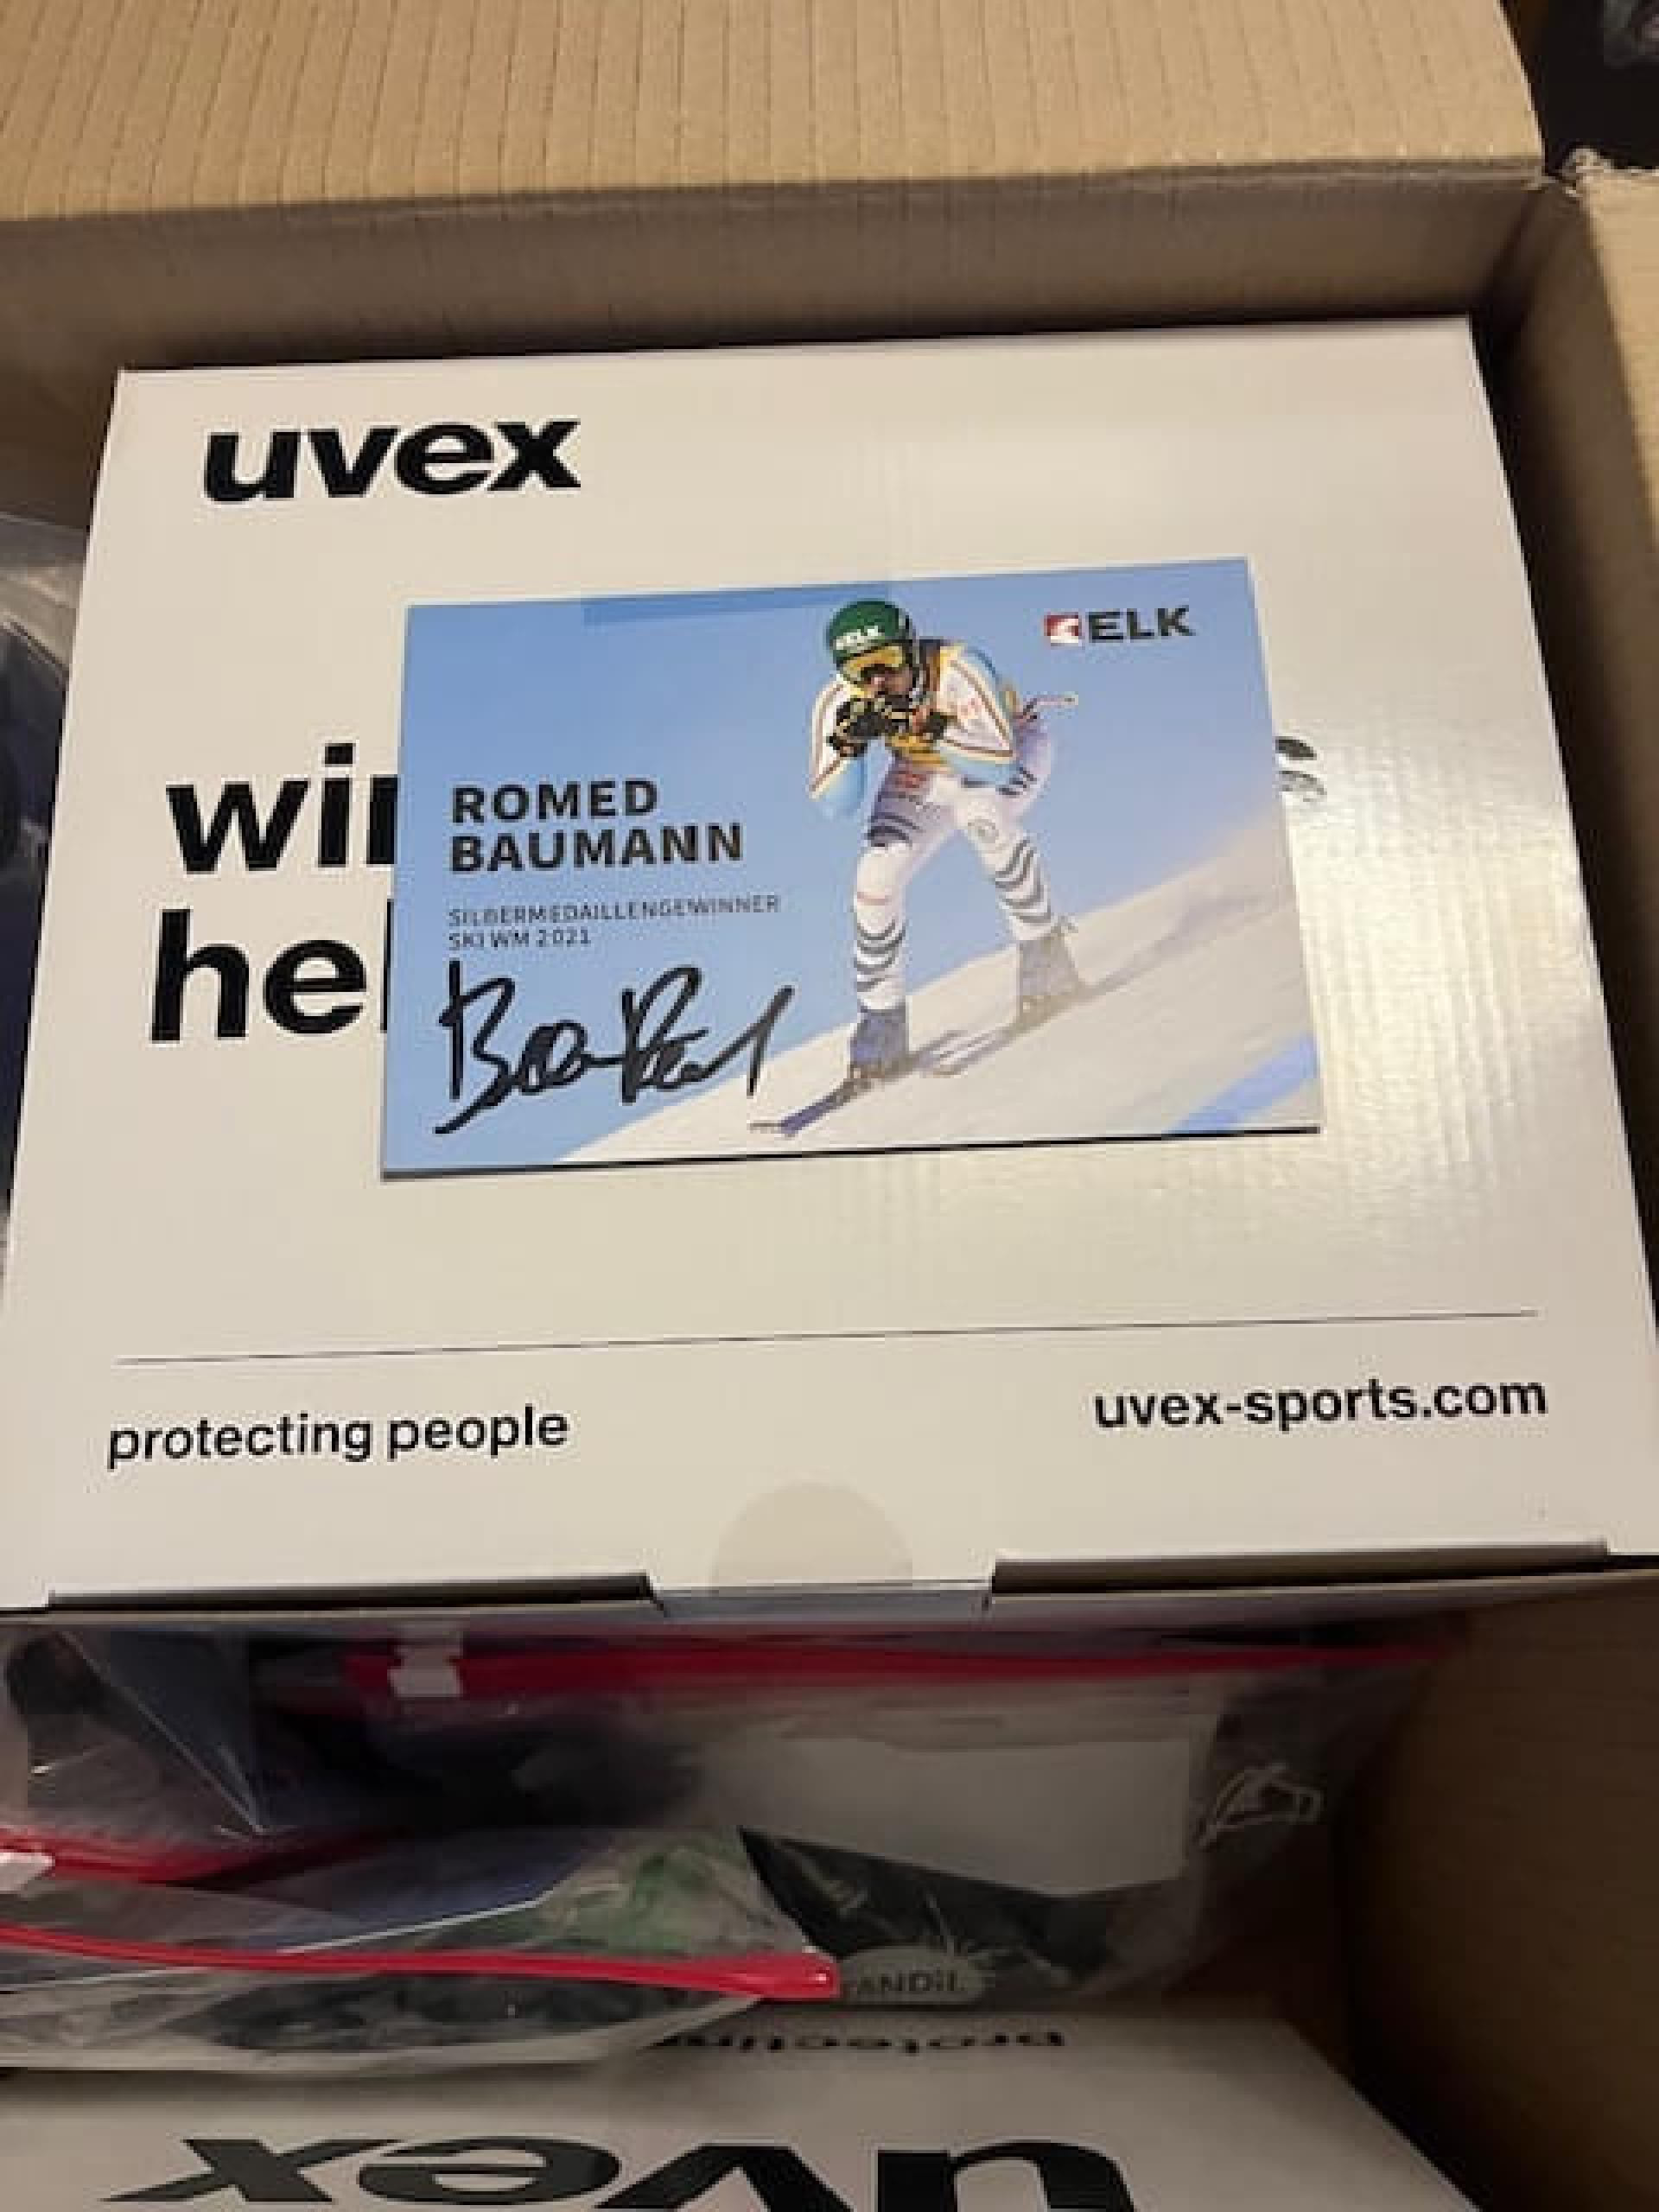 uvex
ELK
ELK
ROMED
BAUMANN
SILBERMEDAILLENGEWINNER
SKI WM 2021
protecting people
uvex-sports.com
uvex